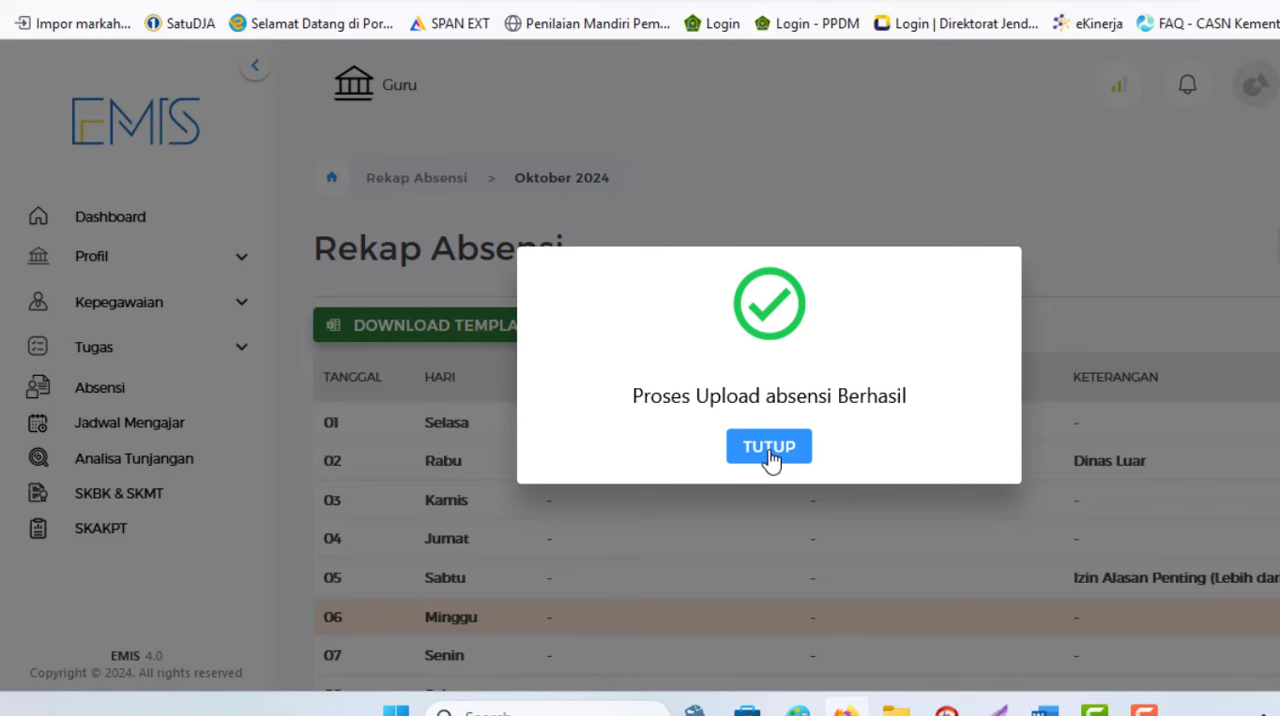 Impor markah... SatuDJA Selamat Datang di Por... SPAN EXT Penilaian Mandiri Pem... Login Login - PPDM Login | Direktorat Jend... eKinerja FAQ - CASN Kement
EMIS
Guru
Rekap Absensi > Oktober 2024
Dashboard
Profil
Kepegawaian
Tugas
Absensi
Jadwal Mengajar
Analisa Tunjangan
SKBK & SKMT
SKAKPT
EMIS 4.0
Copyright © 2024. All rights reserved
Rekap Absensi
DOWNLOAD TEMPLA
TANGGAL HARI KETERANGAN
01 Selasa -
02 Rabu Dinas Luar
03 Kamis - - -
04 Jumat - - -
05 Sabtu - - Izin Alasan Penting (Lebih dar
06 Minggu - - -
07 Senin - - -
Proses Upload absensi Berhasil
TUTUP